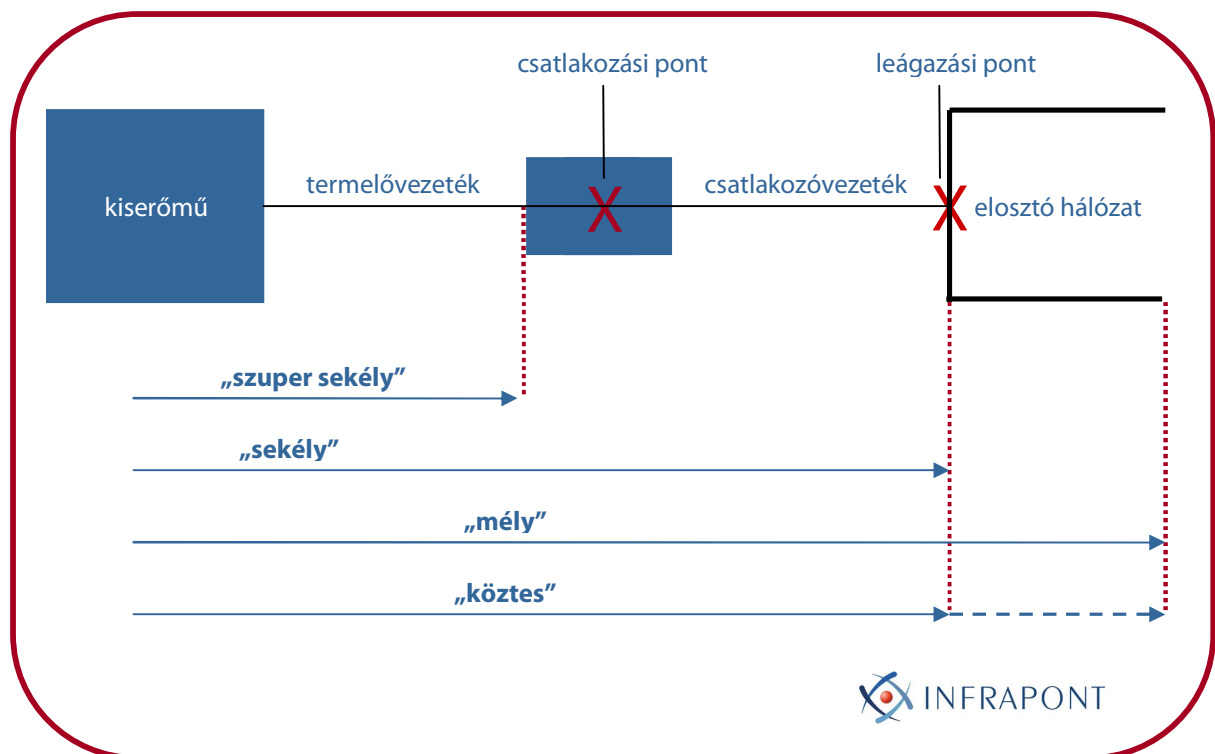 csatlakozási pont
leágazási pont
kiserőmű
termelővezeték
X
csatlakozóvezeték
X
elosztó hálózat
„szuper sekély”
„sekély”
„mély”
„köztes”
INFRAPONT